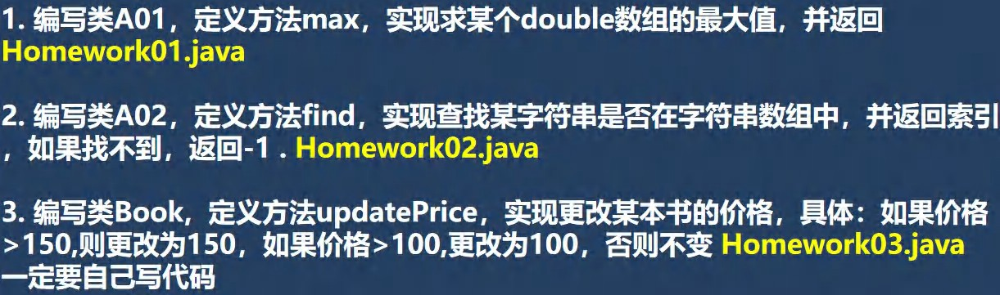 1. 编写类A01，定义方法max，实现求某个double数组的最大值，并返回
Homework01.java
2. 编写类A02，定义方法find，实现查找某字符串是否在字符串数组中，并返回索引
，如果找不到，返回-1 . Homework02.java
3. 编写类Book, 定义方法updatePrice，实现更改某本书的价格，具体：如果价格
>150,则更改为150，如果价格>100,更改为100，否则不变 Homework03.java
一定要自己写代码